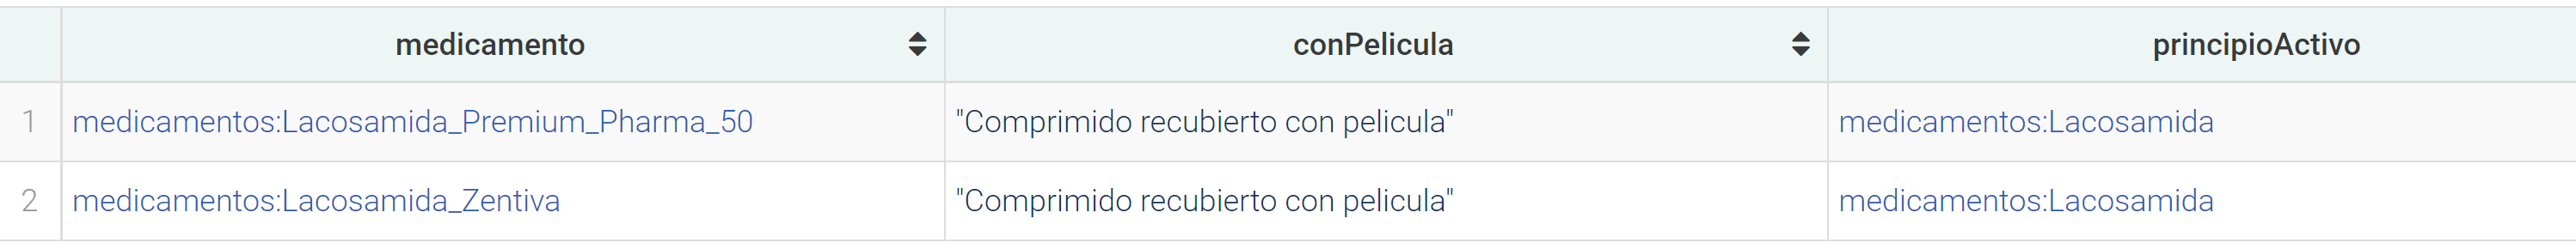 medicamento conPelicula principioActivo
1 medicamentos:Lacosamida_Premium_Pharma_50 "Comprimido recubierto con pelicula" medicamentos:Lacosamida
2 medicamentos:Lacosamida_Zentiva "Comprimido recubierto con pelicula" medicamentos:Lacosamida